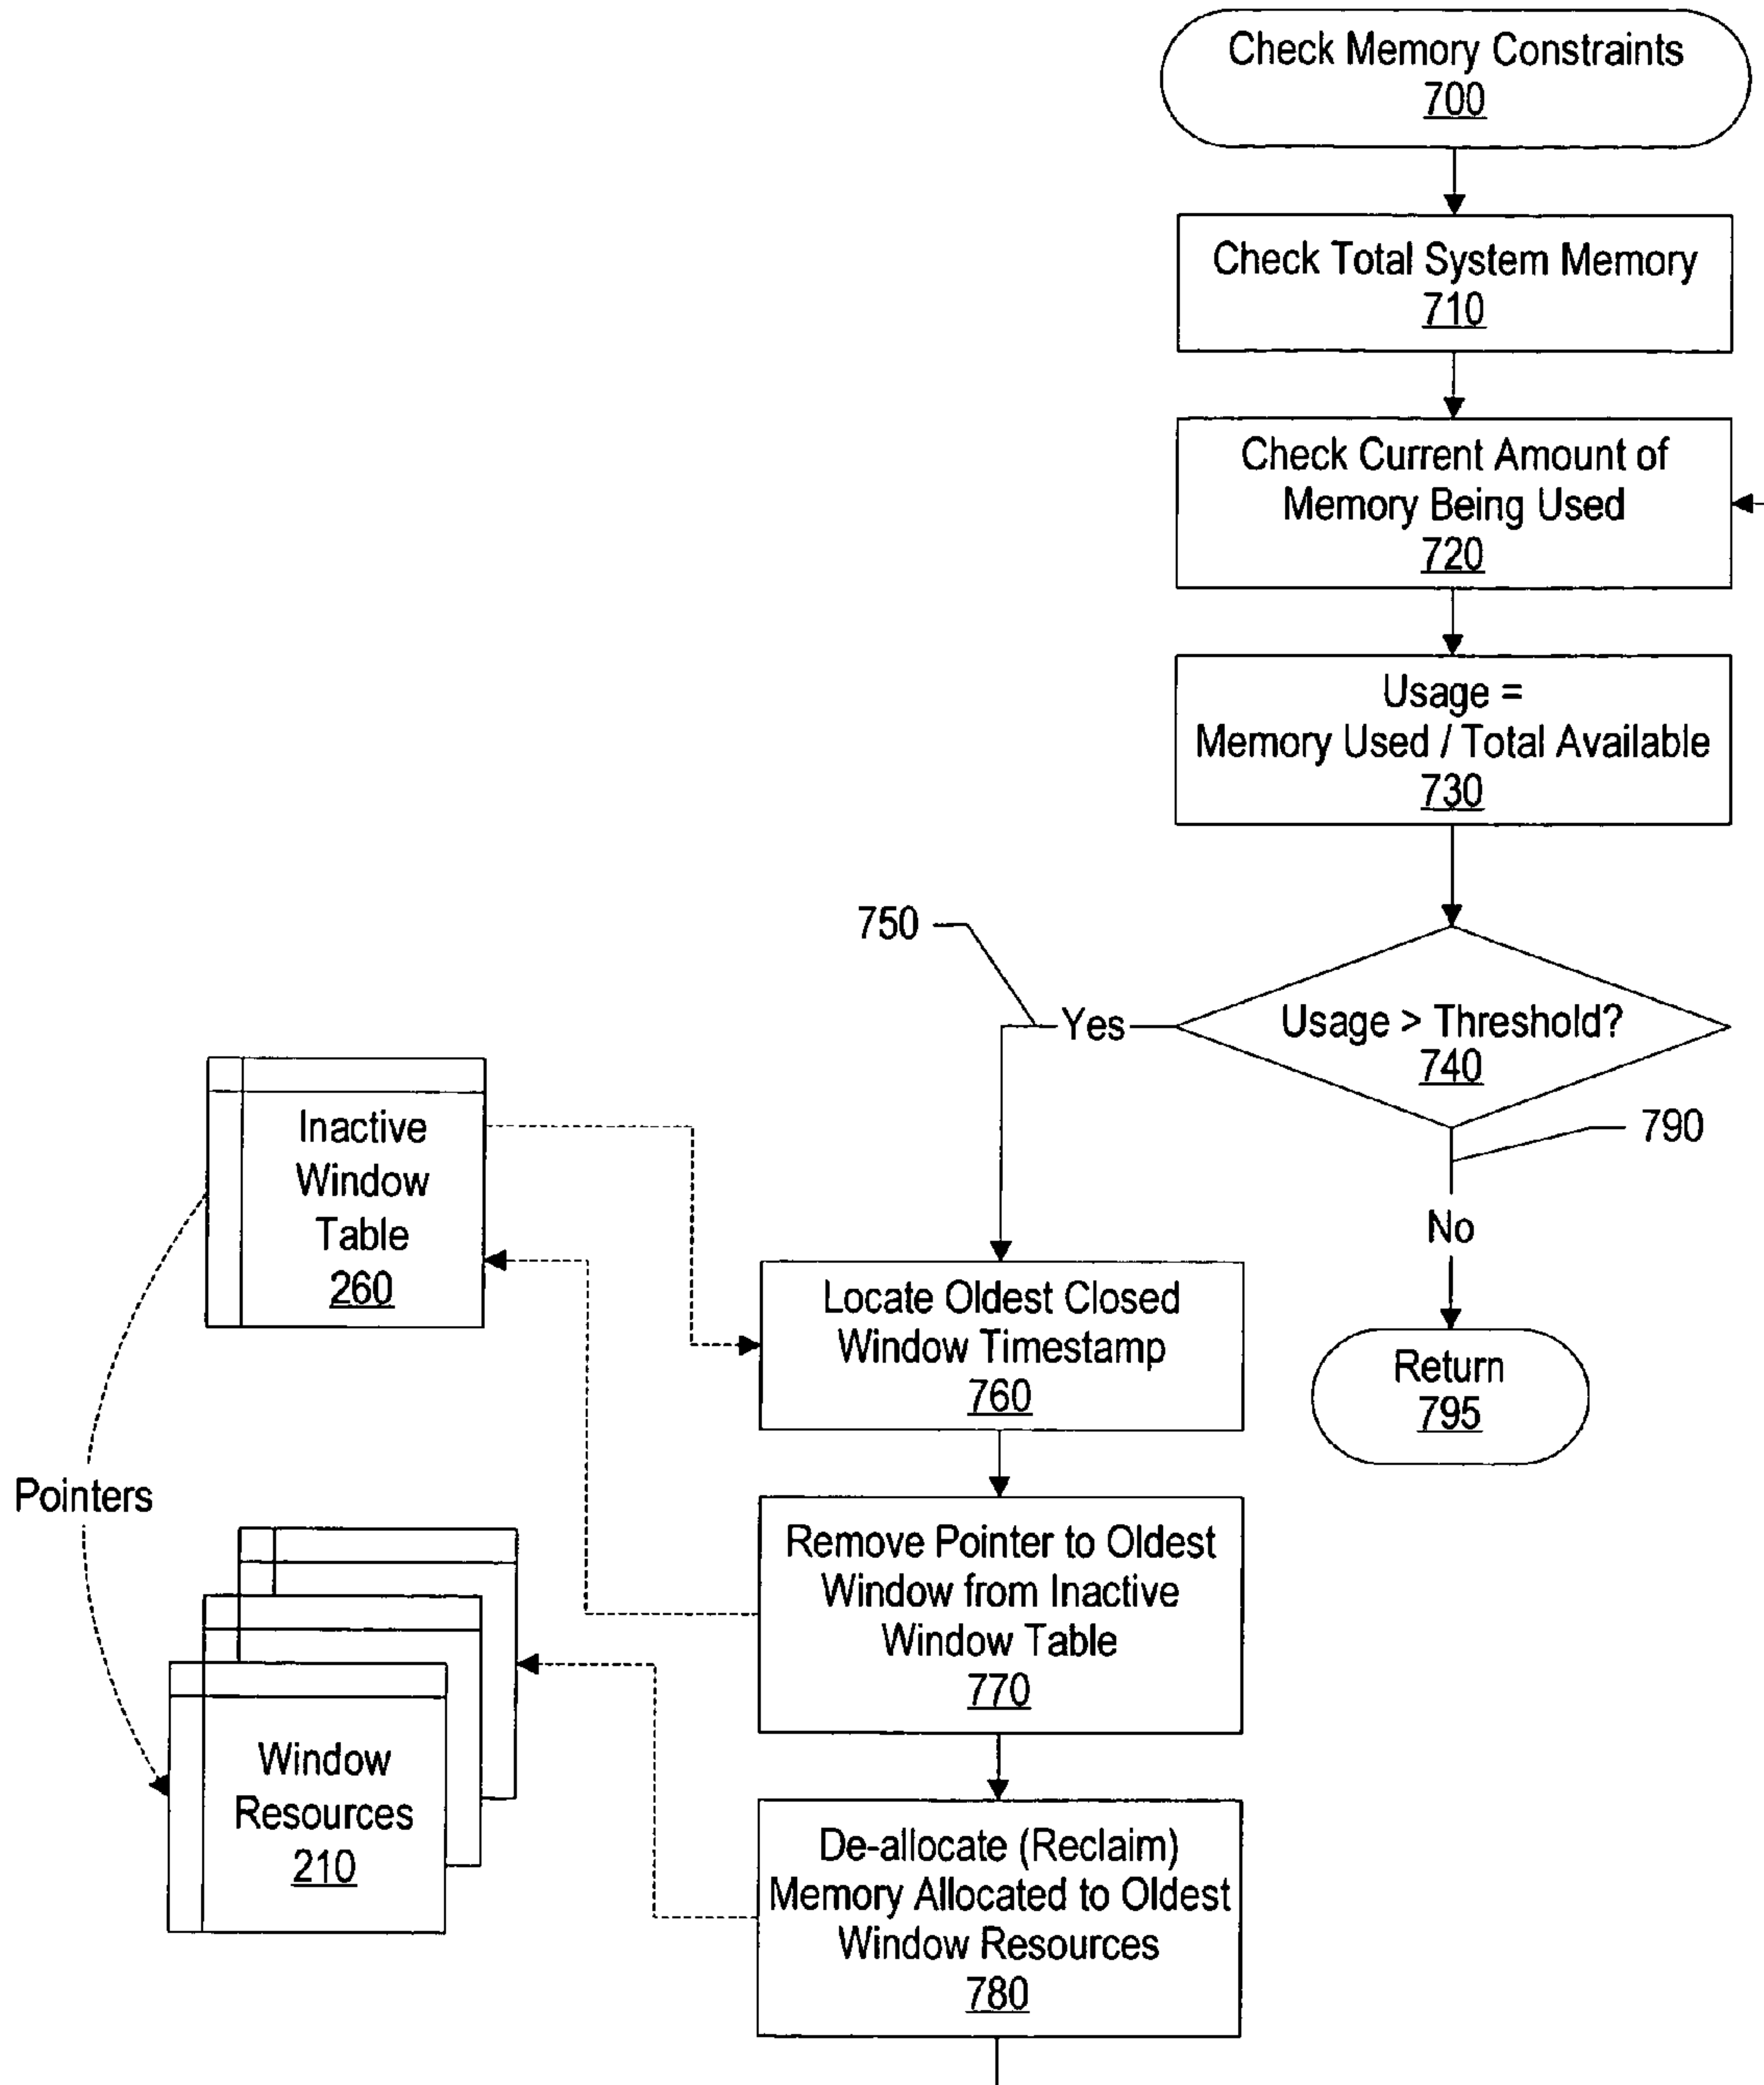 Check Memory Constraints
700
Check Total System Memory
710
Check Current Amount of
Memory Being Used
720
Usage =
Memory Used / Total Available
730
750
Yes
Usage > Threshold?
740
790
No
Return
795
Inactive
Window
Table
260
Locate Oldest Closed
Window Timestamp
760
Pointers
Remove Pointer to Oldest
Window from Inactive
Window Table
770
Window
Resources
210
De-allocate (Reclaim)
Memory Allocated to Oldest
Window Resources
780